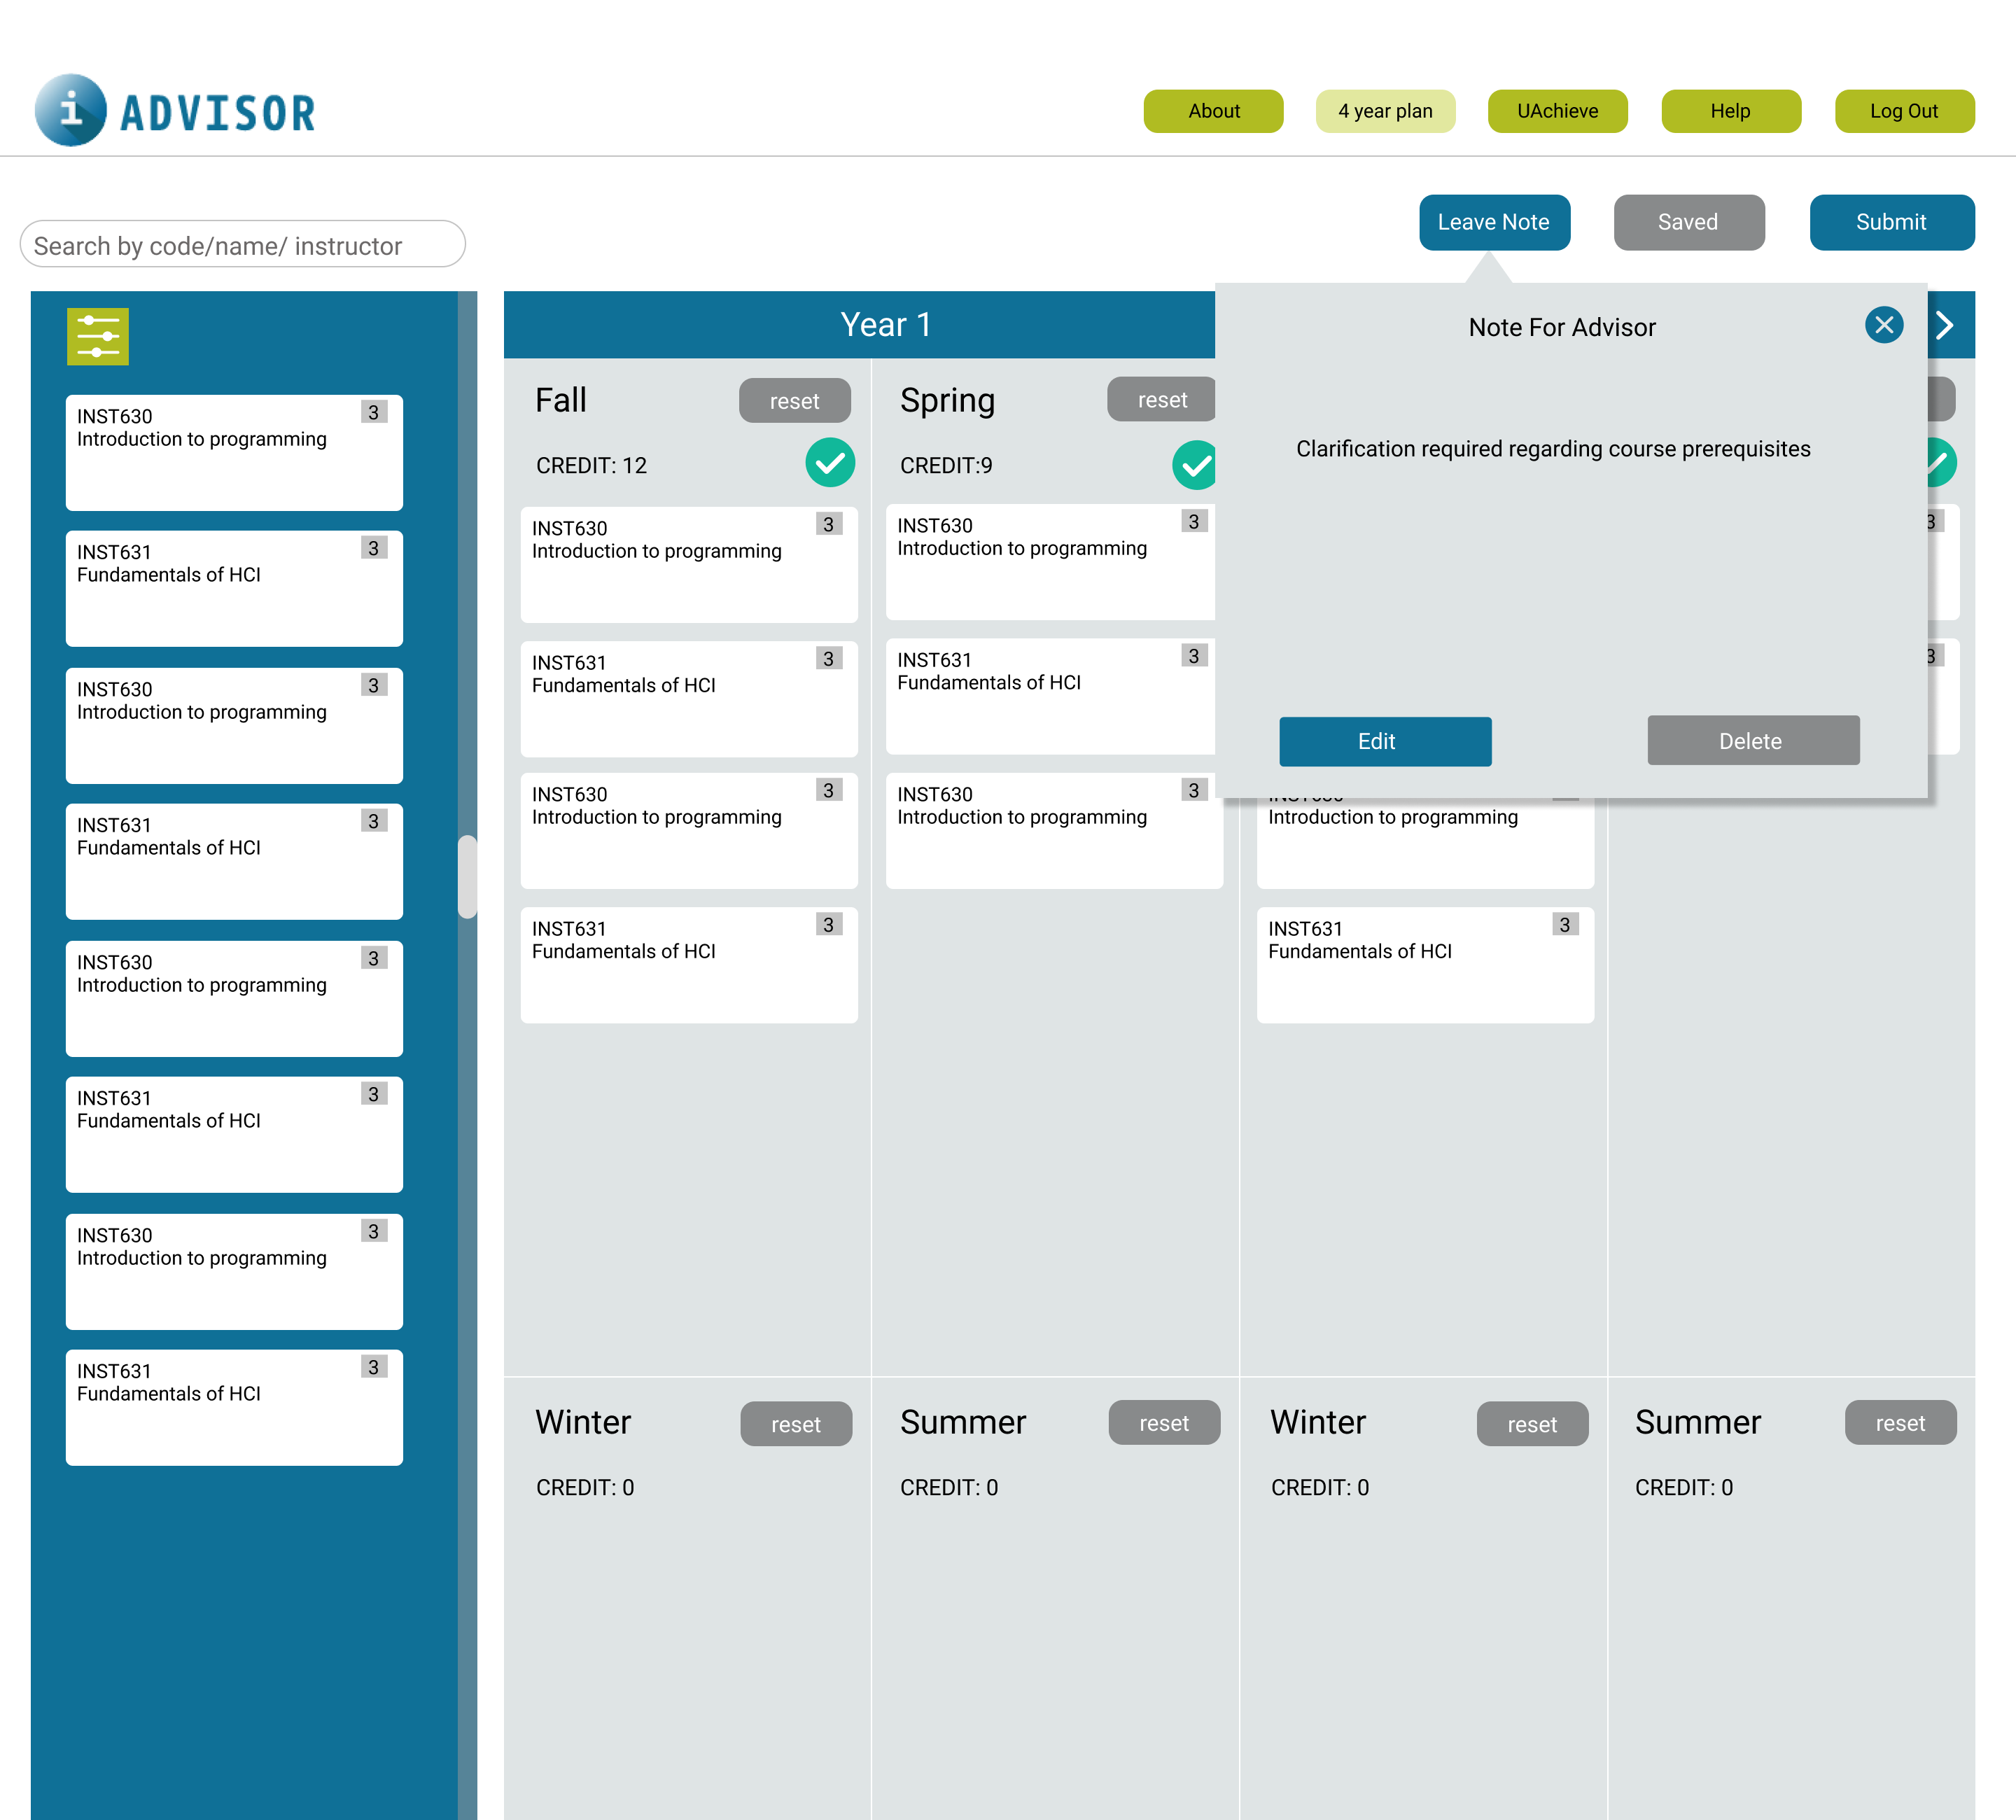 i ADVISOR
About
4 year plan
UAchieve
Help
Log Out
Leave Note
Saved
Submit
Search by code/name/ instructor
INST630
3
Introduction to programming
INST631
3
Fundamentals of HCI
INST630
3
Introduction to programming
INST631
3
Fundamentals of HCI
INST630
3
Introduction to programming
INST631
3
Fundamentals of HCI
INST630
3
Introduction to programming
INST631
3
Fundamentals of HCI
Year 1
Fall
reset
CREDIT: 12
INST630
3
Introduction to programming
INST631
3
Fundamentals of HCI
INST630
3
Introduction to programming
INST631
3
Fundamentals of HCI
Spring
reset
CREDIT:9
INST630
3
Introduction to programming
INST631
3
Fundamentals of HCI
INST630
3
Introduction to programming
Note For Advisor
Clarification required regarding course prerequisites
Edit
Delete
Introduction to programming
INST631
3
Fundamentals of HCI
3
3
Winter
reset
CREDIT: 0
Summer
reset
CREDIT: 0
Winter
reset
CREDIT: 0
Summer
reset
CREDIT: 0